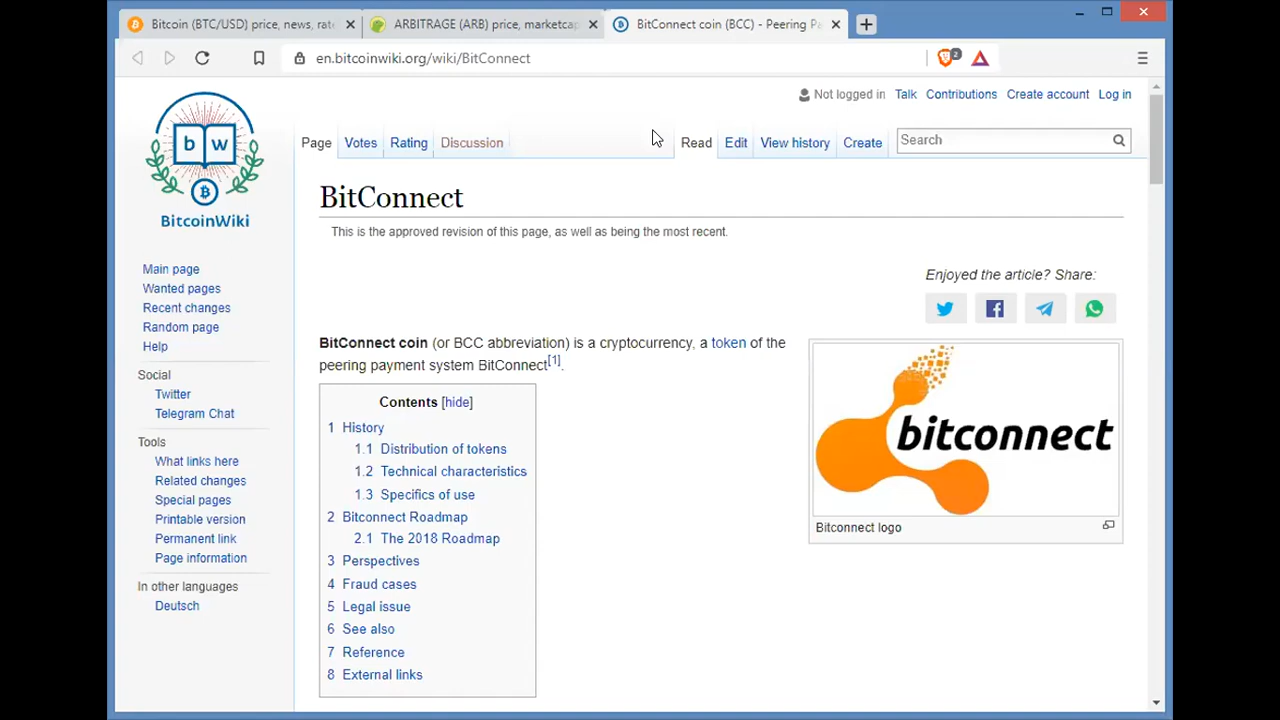 Bitcoin (BTC/USD) price, news, rate
ARBITRAGE (ARB) price, marketcap
BitConnect coin (BCC) - Peering Pa
en.bitcoinwiki.org/wiki/BitConnect
2
Not logged in Talk Contributions Create account Log in
Page Votes Rating Discussion Read Edit View history Create Search
b w
BitcoinWiki
Main page
Wanted pages
Recent changes
Random page
Help
Social
Twitter
Telegram Chat
Tools
What links here
Related changes
Special pages
Printable version
Permanent link
Page information
In other languages
Deutsch
BitConnect
This is the approved revision of this page, as well as being the most recent.
Enjoyed the article? Share:
BitConnect coin (or BCC abbreviation) is a cryptocurrency, a token of the
peering payment system BitConnect[1].
Contents [hide]
1 History
1.1 Distribution of tokens
1.2 Technical characteristics
1.3 Specifics of use
2 Bitconnect Roadmap
2.1 The 2018 Roadmap
3 Perspectives
4 Fraud cases
5 Legal issue
6 See also
7 Reference
8 External links
bitconnect
Bitconnect logo